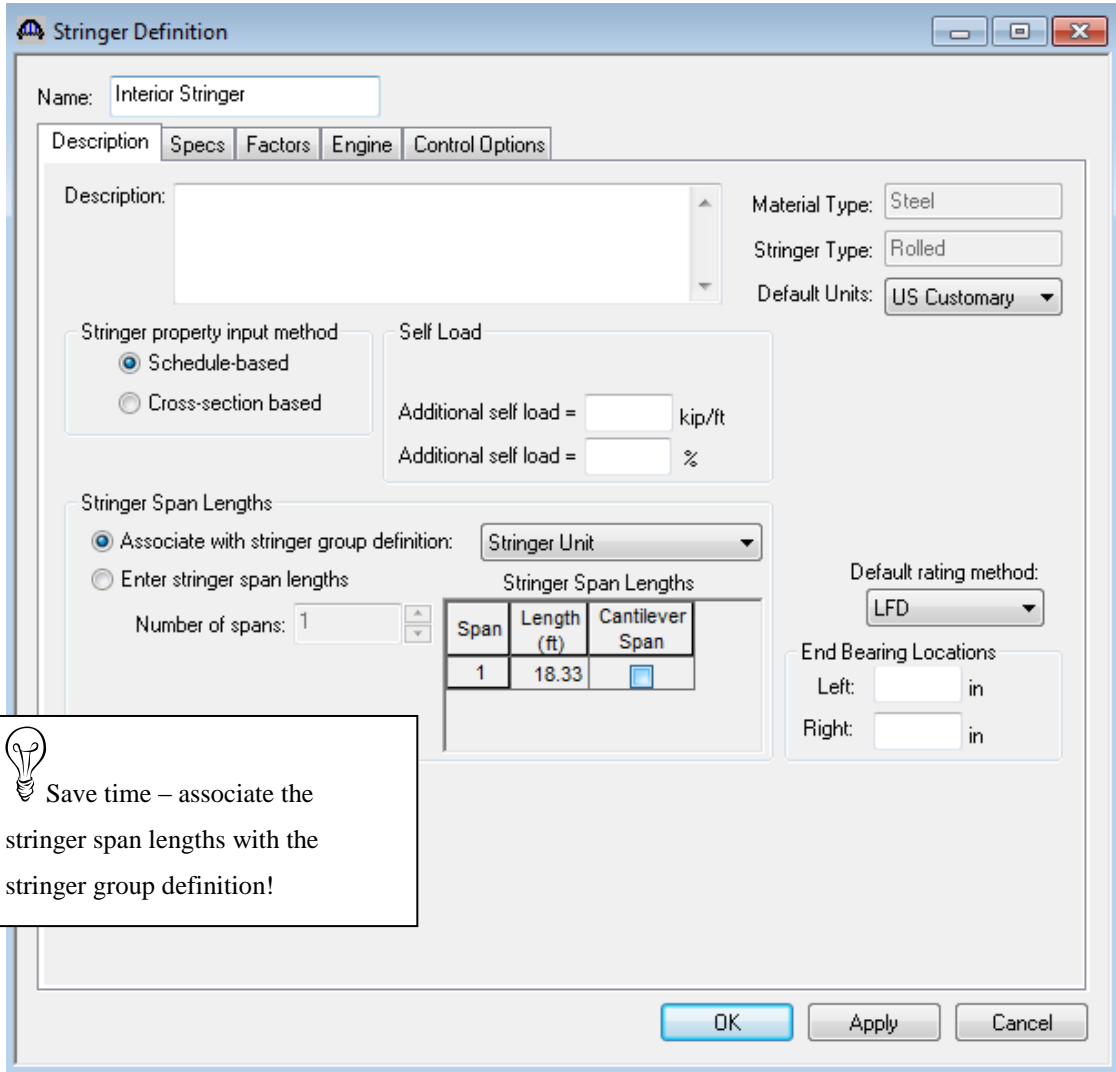 Stringer Definition
Name: Interior Stringer
Description Specs Factors Engine Control Options
Description:
Material Type: Steel
Stringer Type: Rolled
Default Units: US Customary
Stringer property input method
Schedule-based
Cross-section based
Self Load
Additional self load = kip/ft
Additional self load = %
Stringer Span Lengths
Associate with stringer group definition: Stringer Unit
Enter stringer span lengths
Number of spans: 1
Stringer Span Lengths
Span Length (ft) Cantilever Span
1 18.33
Default rating method:
LFD
End Bearing Locations
Left: in
Right: in
Save time – associate the
stringer span lengths with the
stringer group definition!
OK Apply Cancel